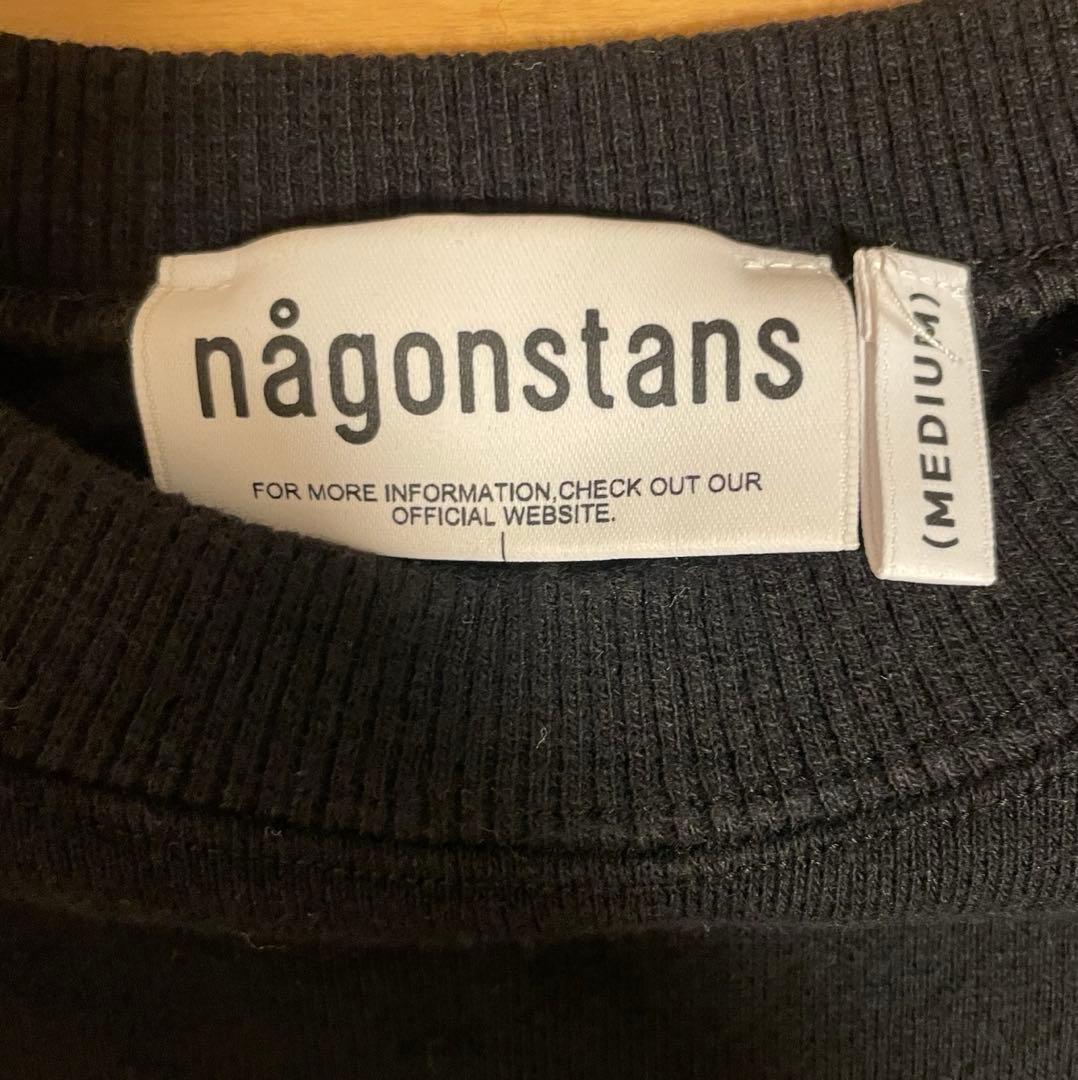 någonstans
FOR MORE INFORMATION,CHECK OUT OUR
OFFICIAL WEBSITE.
(MEDIUM)